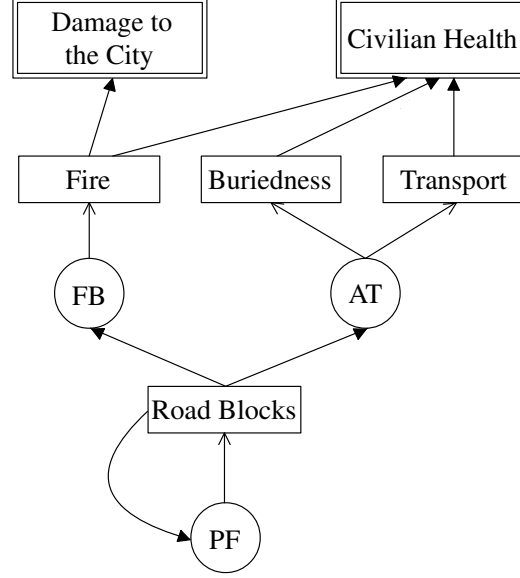 Damage to
the City
Civilian Health
Fire
Buriedness
Transport
FB
AT
Road Blocks
PF